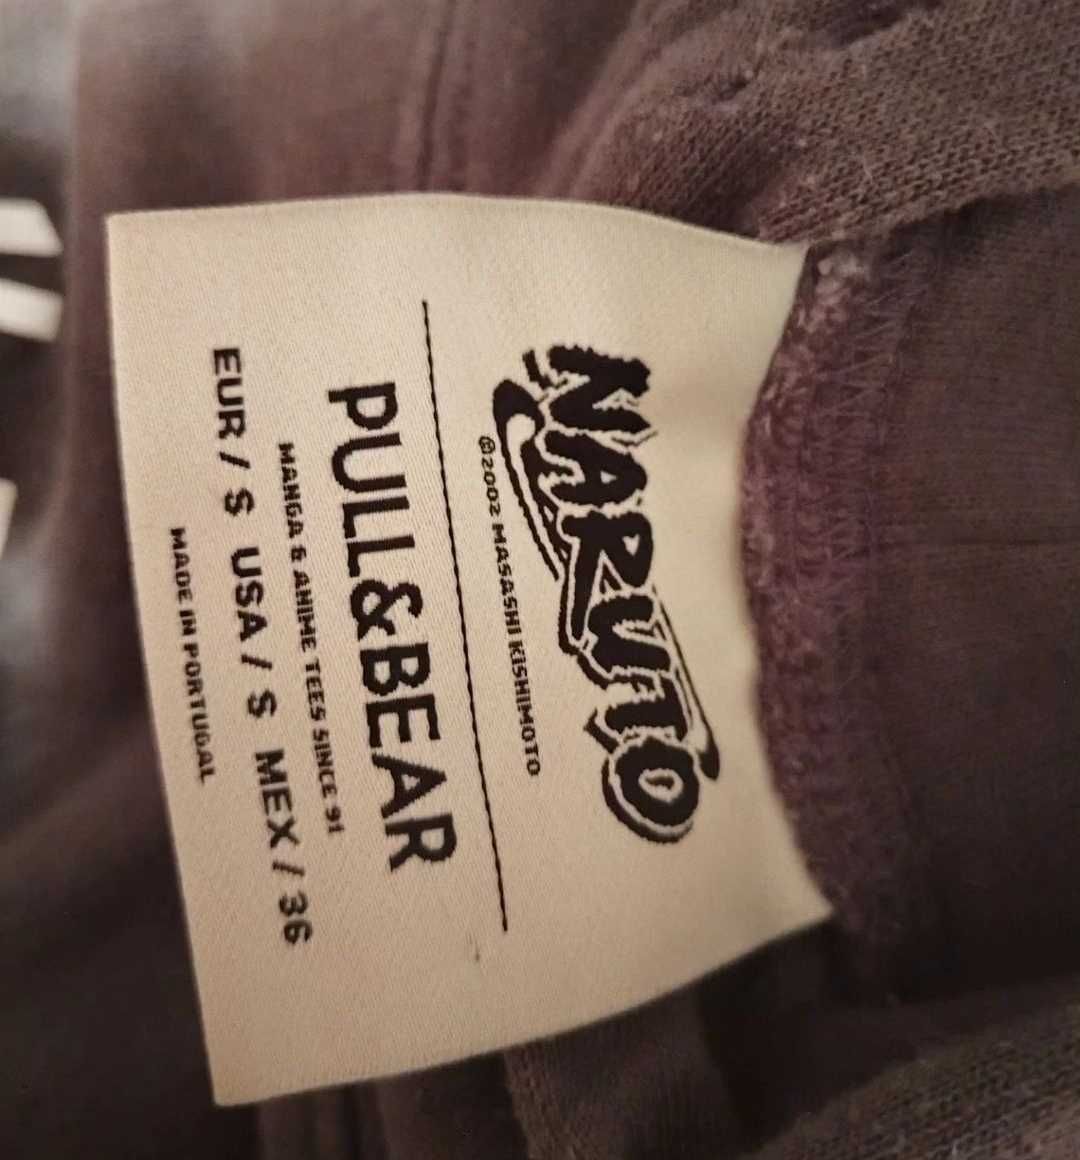 NARUTO
©2002 MASASHI KISHIMOTO
PULL&BEAR
MANGA & ANIME TEES SINCE 91
EUR / S USA / S MEX / 36
MADE IN PORTUGAL